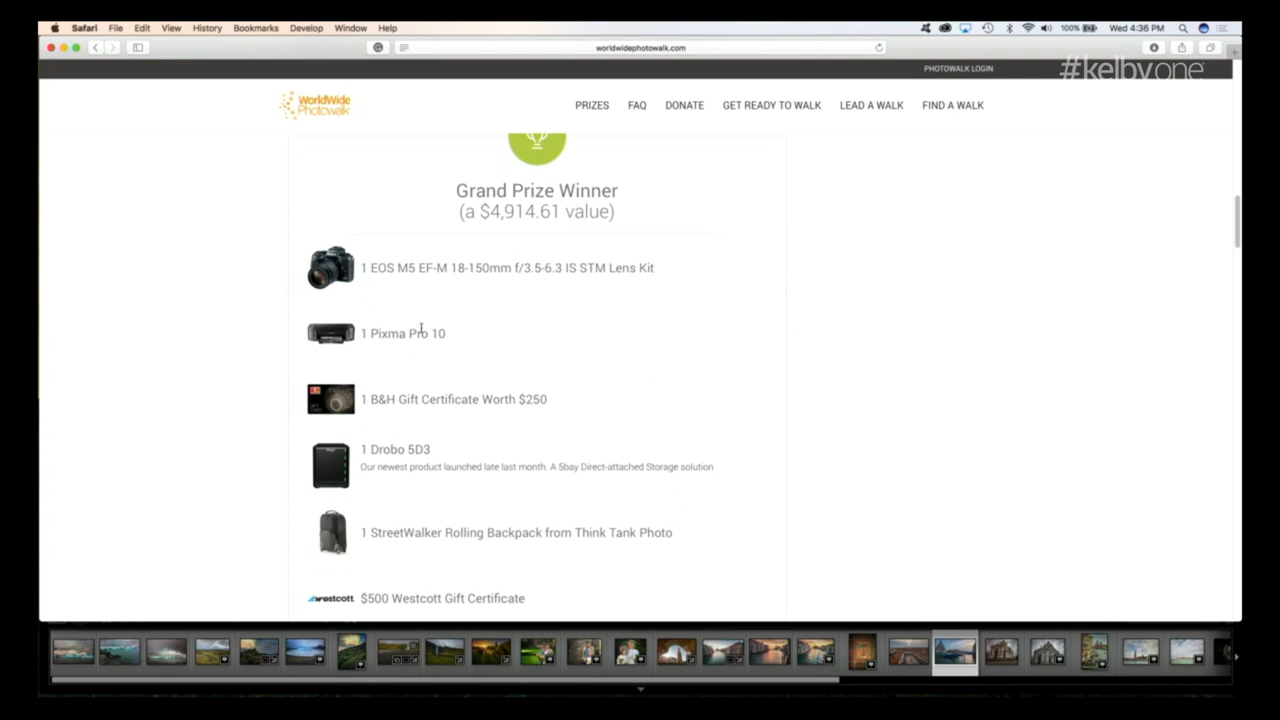 Safari File Edit View History Bookmarks Develop Window Help 100% Wed 4:36 PM
worldwidephotowalk.com
PHOTOWALK LOGIN
#kelbyone
WorldWide
Photowalk
PRIZES FAQ DONATE GET READY TO WALK LEAD A WALK FIND A WALK
Grand Prize Winner
(a $4,914.61 value)
1 EOS M5 EF-M 18-150mm f/3.5-6.3 IS STM Lens Kit
1 Pixma Pro 10
1 B&H Gift Certificate Worth $250
1 Drobo 5D3
Our newest product launched late last month. A 5bay Direct-attached Storage solution
1 StreetWalker Rolling Backpack from Think Tank Photo
westcott $500 Westcott Gift Certificate